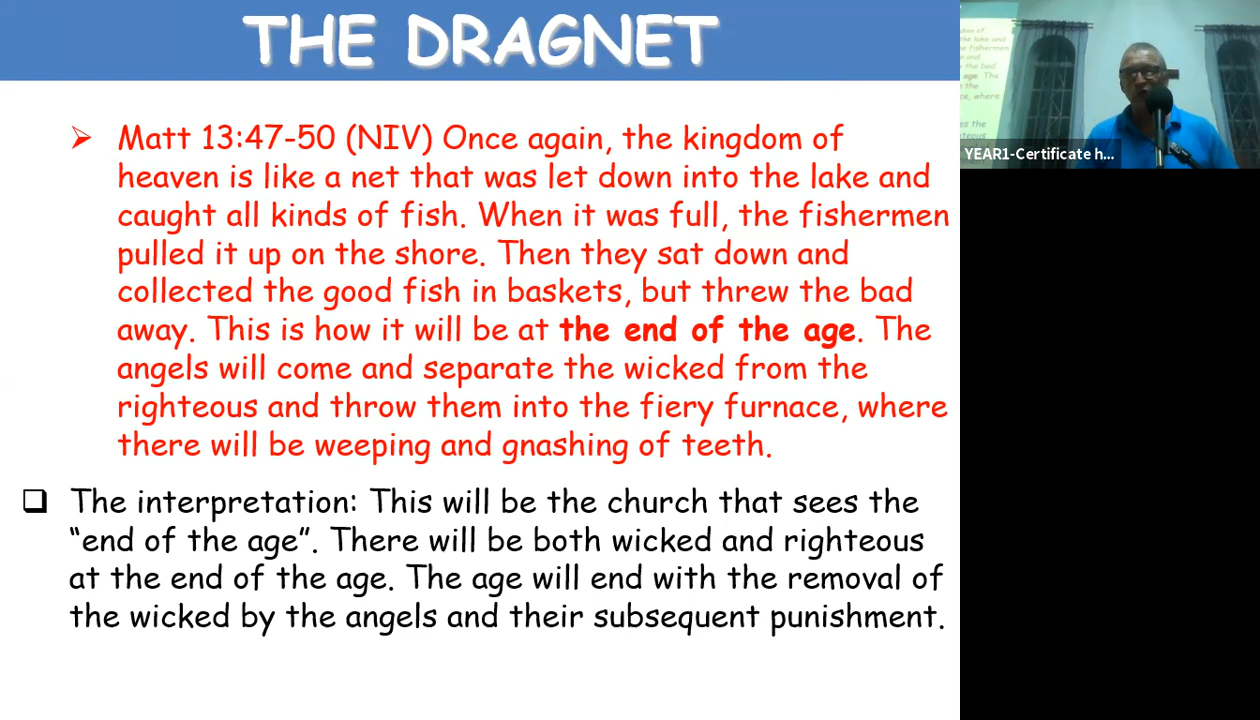 THE DRAGNET
➢ Matt 13:47-50 (NIV) Once again, the kingdom of
heaven is like a net that was let down into the lake and
caught all kinds of fish. When it was full, the fishermen
pulled it up on the shore. Then they sat down and
collected the good fish in baskets, but threw the bad
away. This is how it will be at the end of the age. The
angels will come and separate the wicked from the
righteous and throw them into the fiery furnace, where
there will be weeping and gnashing of teeth.
❑ The interpretation: This will be the church that sees the
“end of the age”. There will be both wicked and righteous
at the end of the age. The age will end with the removal of
the wicked by the angels and their subsequent punishment.
YEAR1-Certificate h...